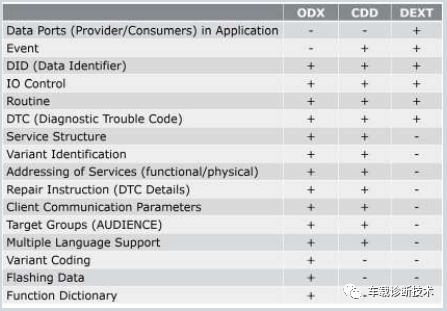 ODX CDD DEXT
Data Ports (Provider/Consumers) in Application - - +
Event - + +
DID (Data Identifier) + + +
IO Control + + +
Routine + + +
DTC (Diagnostic Trouble Code) + + +
Service Structure + + -
Variant Identification + + -
Addressing of Services (functional/physical) + + -
Repair Instruction (DTC Details) + + -
Client Communication Parameters + + -
Target Groups (AUDIENCE) + + -
Multiple Language Support + + -
Variant Coding + - -
Flashing Data + - -
Function Dictionary +
车载诊断技术